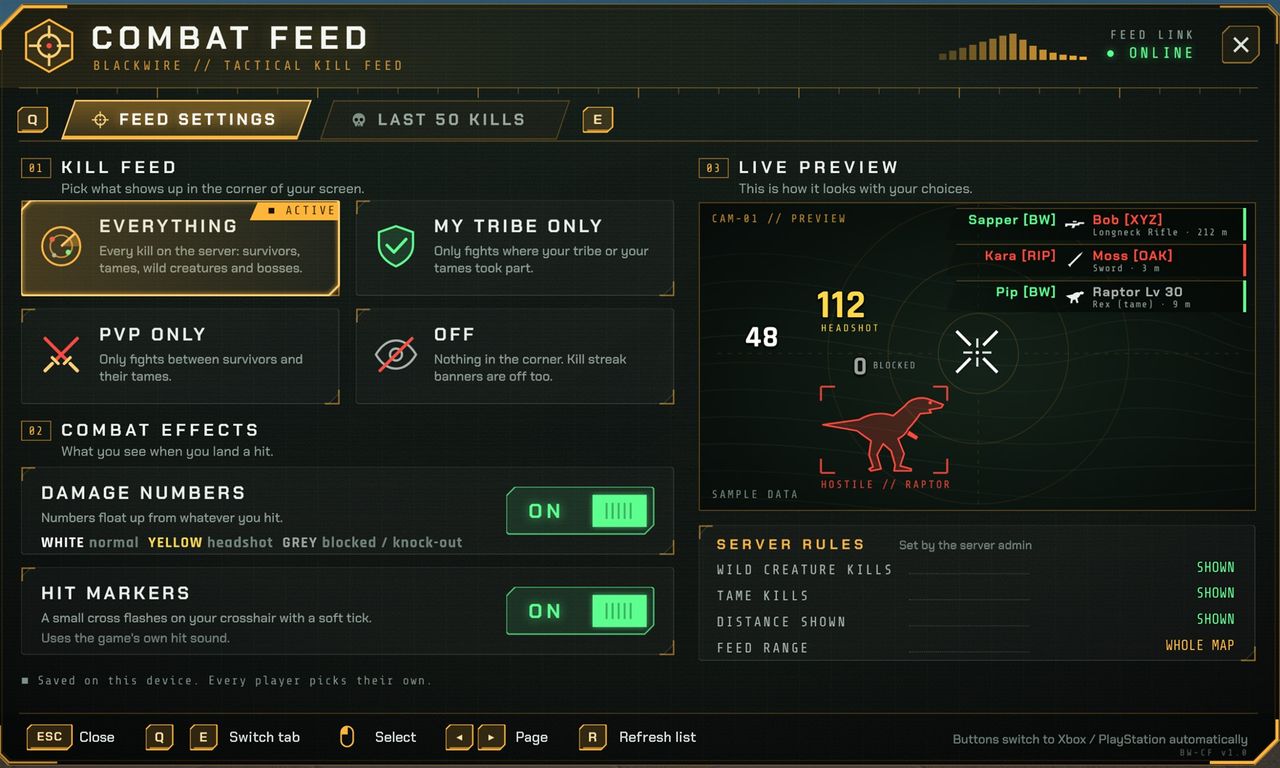 COMBAT FEED
BLACKWIRE // TACTICAL KILL FEED
FEED LINK
ONLINE
Q
FEED SETTINGS
LAST 50 KILLS
E
01
KILL FEED
Pick what shows up in the corner of your screen.
ACTIVE
EVERYTHING
Every kill on the server: survivors,
tames, wild creatures and bosses.
MY TRIBE ONLY
Only fights where your tribe or your
tames took part.
PVP ONLY
Only fights between survivors and
their tames.
OFF
Nothing in the corner. Kill streak
banners are off too.
02
COMBAT EFFECTS
What you see when you land a hit.
DAMAGE NUMBERS
Numbers float up from whatever you hit.
WHITE normal YELLOW headshot GREY blocked / knock-out
ON
HIT MARKERS
A small cross flashes on your crosshair with a soft tick.
Uses the game's own hit sound.
ON
Saved on this device. Every player picks their own.
03
LIVE PREVIEW
This is how it looks with your choices.
CAM-01 // PREVIEW
Sapper [BW] Bob [XYZ]
Longneck Rifle · 212 m
Kara [RIP] Moss [OAK]
Sword · 3 m
Pip [BW] Raptor Lv 30
Rex (tame) · 9 m
112
HEADSHOT
48
0 BLOCKED
HOSTILE // RAPTOR
SAMPLE DATA
SERVER RULES Set by the server admin
WILD CREATURE KILLS SHOWN
TAME KILLS SHOWN
DISTANCE SHOWN SHOWN
FEED RANGE WHOLE MAP
ESC Close Q E Switch tab Select Page R Refresh list
Buttons switch to Xbox / PlayStation automatically
BW-CF v1.0